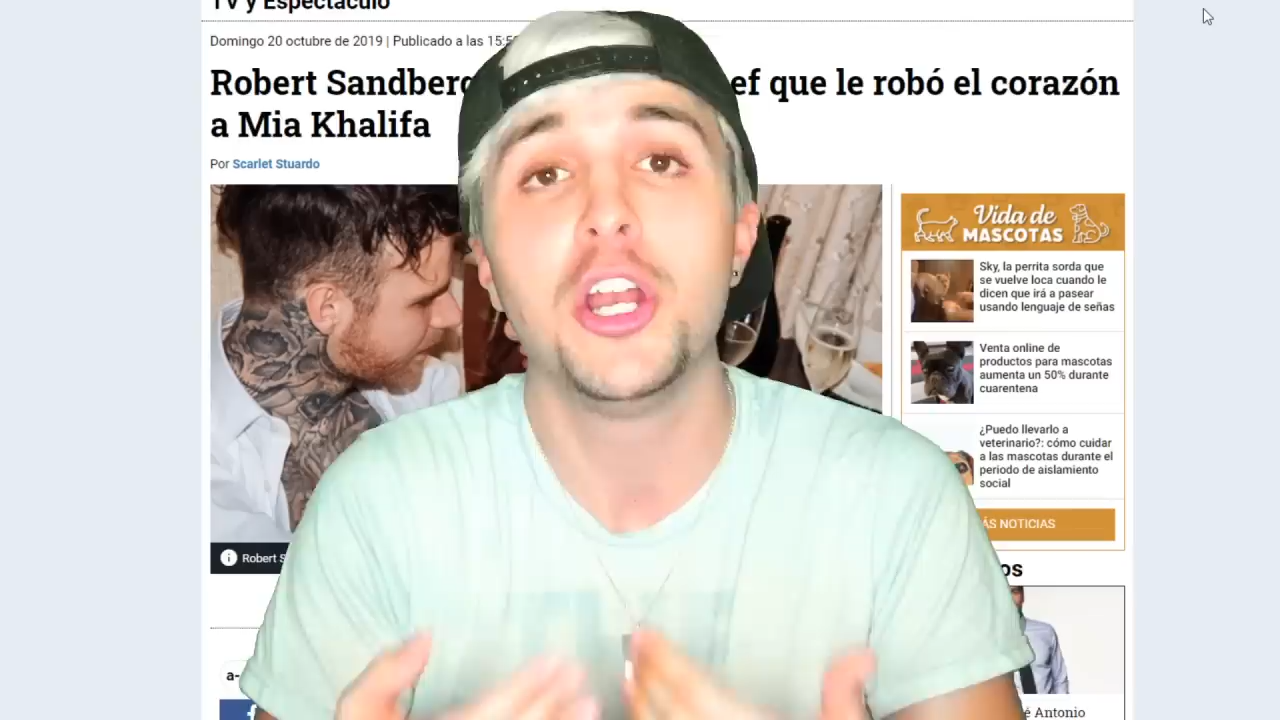 TV y Espectáculo
Domingo 20 octubre de 2019 | Publicado a las 15:5
Robert Sandberg ef que le robó el corazón
a Mia Khalifa
Por Scarlet Stuardo
Vida de
MASCOTAS
Sky, la perrita sorda que
se vuelve loca cuando le
dicen que irá a pasear
usando lenguaje de señas
Venta online de
productos para mascotas
aumenta un 50% durante
cuarentena
¿Puedo llevarlo a
veterinario?: cómo cuidar
a las mascotas durante el
periodo de aislamiento
social
ÁS NOTICIAS
Robert S
os
a-
f
é Antonio